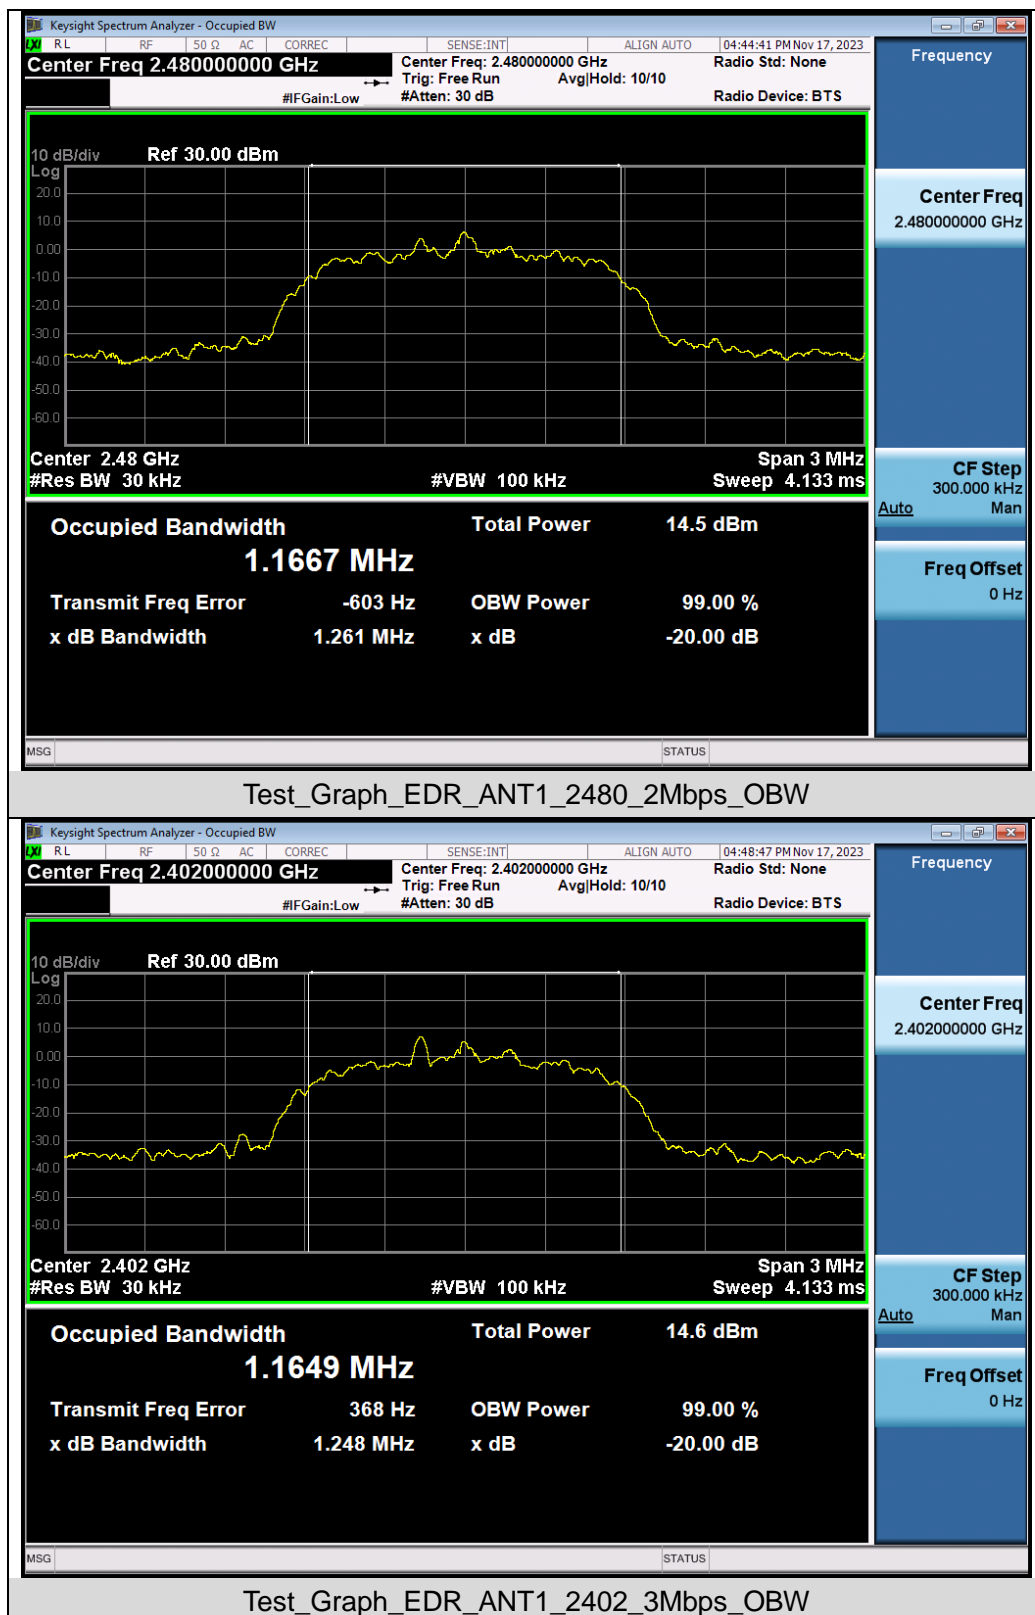 Keysight Spectrum Analyzer - Occupied BW
LXI RL RF 50 Ω AC CORREC SENSE:INT ALIGN AUTO 04:44:41 PM Nov 17, 2023
Center Freq 2.480000000 GHz
Center Freq: 2.480000000 GHz
Radio Std: None
Trig: Free Run Avg|Hold: 10/10
#IFGain:Low
#Atten: 30 dB
Radio Device: BTS
Frequency
10 dB/div Ref 30.00 dBm
Log
20.0
10.0
0.00
-10.0
-20.0
-30.0
-40.0
-50.0
-60.0
Center 2.48 GHz Span 3 MHz
#Res BW 30 kHz #VBW 100 kHz Sweep 4.133 ms
Center Freq
2.480000000 GHz
CF Step
300.000 kHz
Auto Man
Freq Offset
0 Hz
Occupied Bandwidth Total Power 14.5 dBm
1.1667 MHz
Transmit Freq Error -603 Hz OBW Power 99.00 %
x dB Bandwidth 1.261 MHz x dB -20.00 dB
MSG STATUS
Test_Graph_EDR_ANT1_2480_2Mbps_OBW
Keysight Spectrum Analyzer - Occupied BW
LXI RL RF 50 Ω AC CORREC SENSE:INT ALIGN AUTO 04:48:47 PM Nov 17, 2023
Center Freq 2.402000000 GHz
Center Freq: 2.402000000 GHz
Radio Std: None
Trig: Free Run Avg|Hold: 10/10
#IFGain:Low
#Atten: 30 dB
Radio Device: BTS
Frequency
10 dB/div Ref 30.00 dBm
Log
20.0
10.0
0.00
-10.0
-20.0
-30.0
-40.0
-50.0
-60.0
Center 2.402 GHz Span 3 MHz
#Res BW 30 kHz #VBW 100 kHz Sweep 4.133 ms
Center Freq
2.402000000 GHz
CF Step
300.000 kHz
Auto Man
Freq Offset
0 Hz
Occupied Bandwidth Total Power 14.6 dBm
1.1649 MHz
Transmit Freq Error 368 Hz OBW Power 99.00 %
x dB Bandwidth 1.248 MHz x dB -20.00 dB
MSG STATUS
Test_Graph_EDR_ANT1_2402_3Mbps_OBW